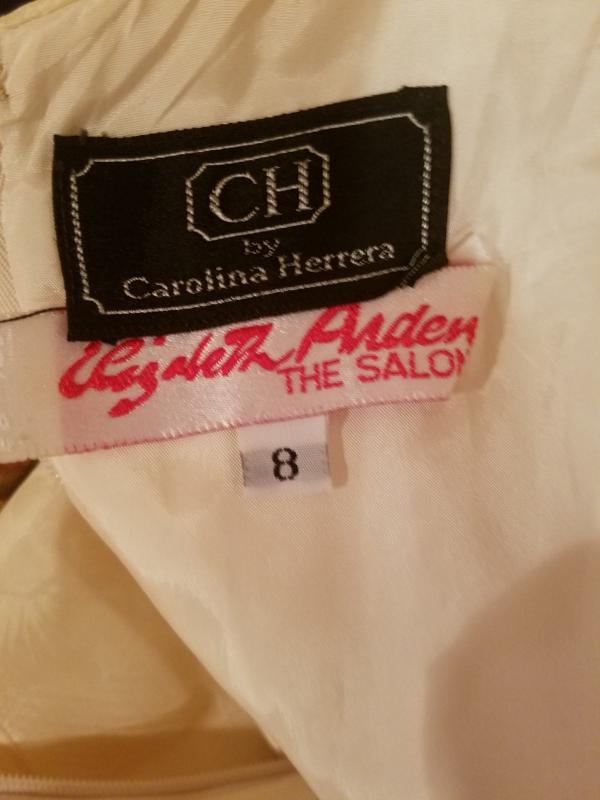 CH
by
Carolina Herrera
Elizabeth Arden
THE SALON
8